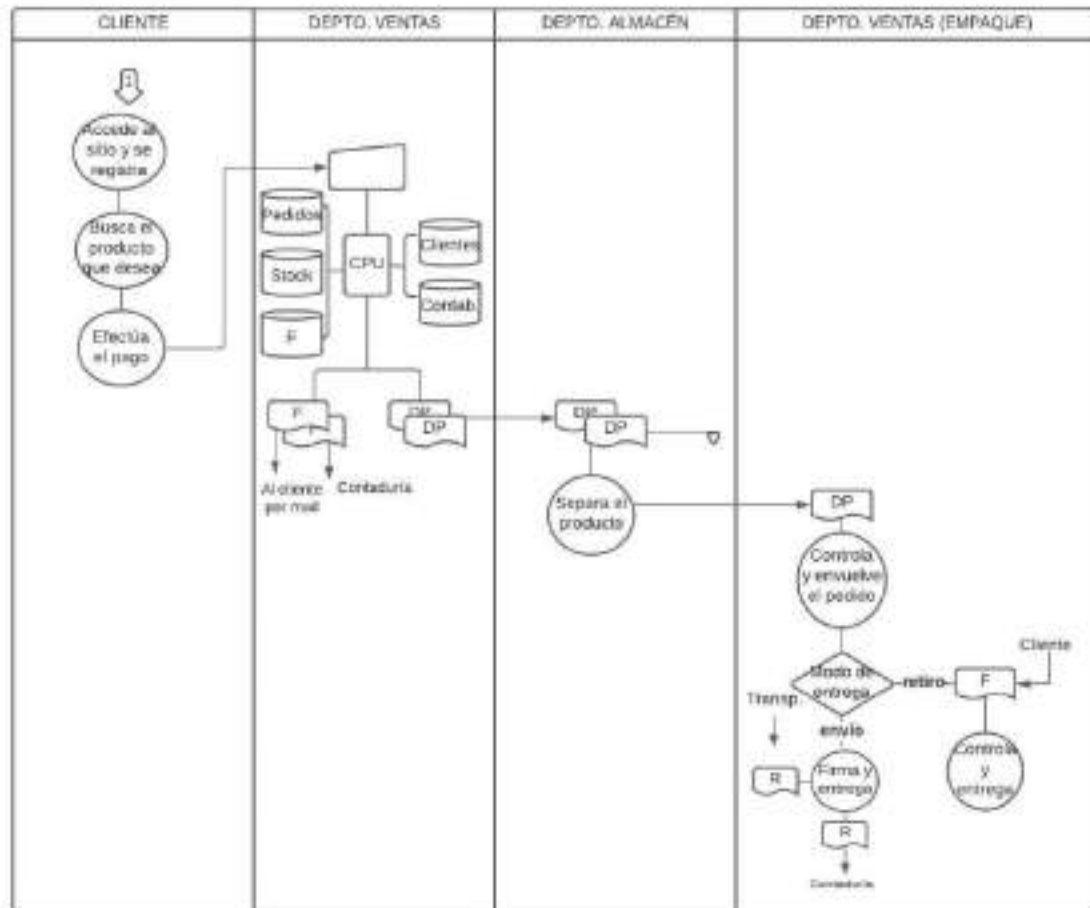 CLIENTE
DEPTO. VENTAS
DEPTO. ALMACÉN
DEPTO. VENTAS (EMPAQUE)
1
Accede al
sitio y se
registra
Busca el
producto
que desea
Efectúa
el pago
Pedidos
Stock
F
CPU
Clientes
Contab.
F
F
DP
DP
Al cliente
por mail
Contaduría
DP
DP
Separa el
producto
DP
Controla
y envuelve
el pedido
Modo de
entrega
retiro
F
Cliente
Controla
y
entrega
envío
Transp.
R
Firma y
entrega
R
Contaduría